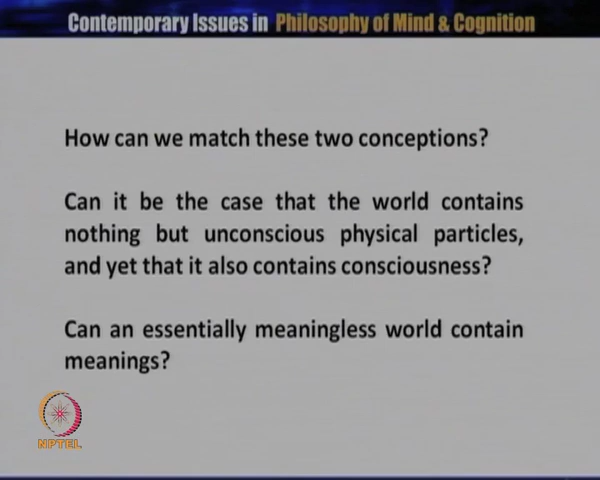 Contemporary Issues in Philosophy of Mind & Cognition
How can we match these two conceptions?
Can it be the case that the world contains
nothing but unconscious physical particles,
and yet that it also contains consciousness?
Can an essentially meaningless world contain
meanings?
NPTEL